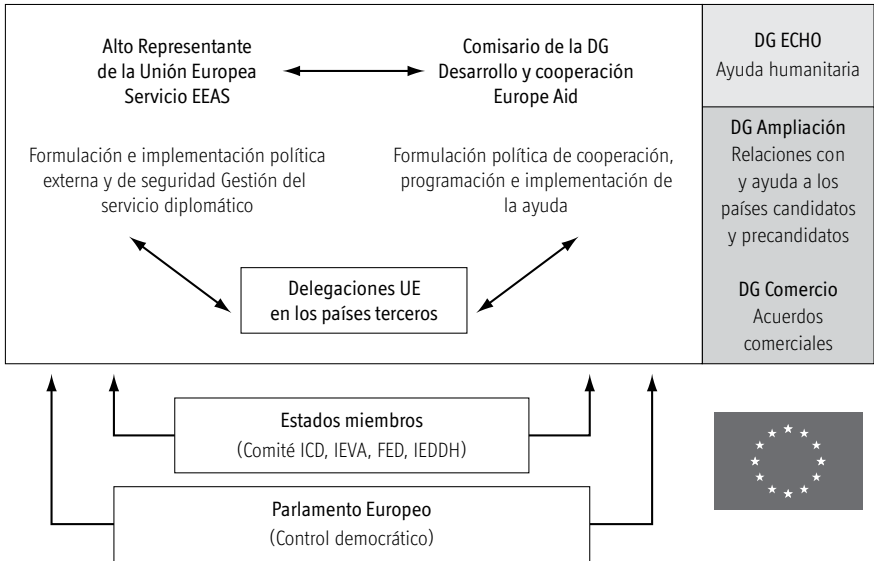 Alto Representante
de la Unión Europea
Servicio EEAS
Comisario de la DG
Desarrollo y cooperación
Europe Aid
Formulación e implementación política
externa y de seguridad Gestión del
servicio diplomático
Formulación política de cooperación,
programación e implementación de
la ayuda
Delegaciones UE
en los países terceros
DG ECHO
Ayuda humanitaria
DG Ampliación
Relaciones con
y ayuda a los
países candidatos
y precandidatos
DG Comercio
Acuerdos
comerciales
Estados miembros
(Comité ICD, IEVA, FED, IEDDH)
Parlamento Europeo
(Control democrático)